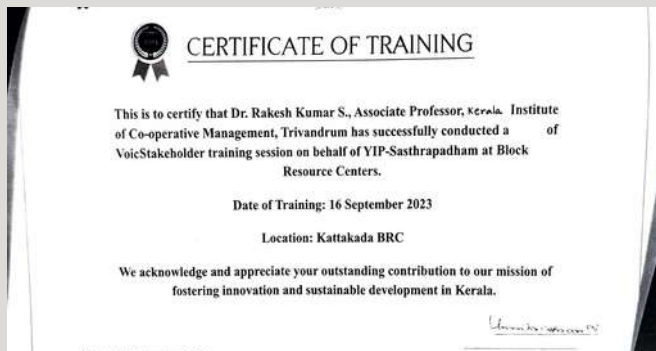 CERTIFICATE OF TRAINING
This is to certify that Dr. Rakesh Kumar S., Associate Professor, Kerala Institute
of Co-operative Management, Trivandrum has successfully conducted a of
VoicStakeholder training session on behalf of YIP-Sasthrapadham at Block
Resource Centers.
Date of Training: 16 September 2023
Location: Kattakada BRC
We acknowledge and appreciate your outstanding contribution to our mission of
fostering innovation and sustainable development in Kerala.